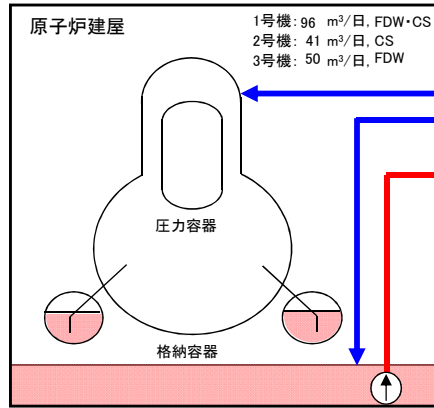 原子炉建屋
1号機: 96 m³/日, FDW・CS
2号機: 41 m³/日, CS
3号機: 50 m³/日, FDW
圧力容器
格納容器